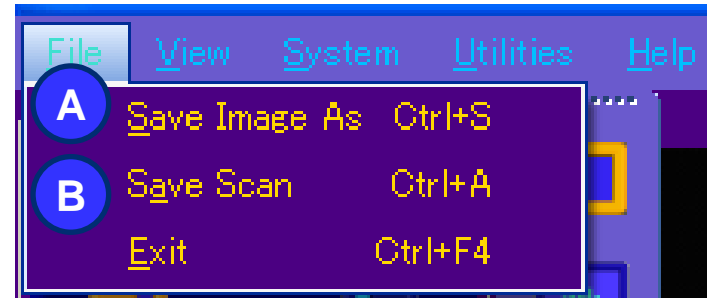 File View System Utilities Help
A Save Image As Ctrl+S
B Save Scan Ctrl+A
Exit Ctrl+F4